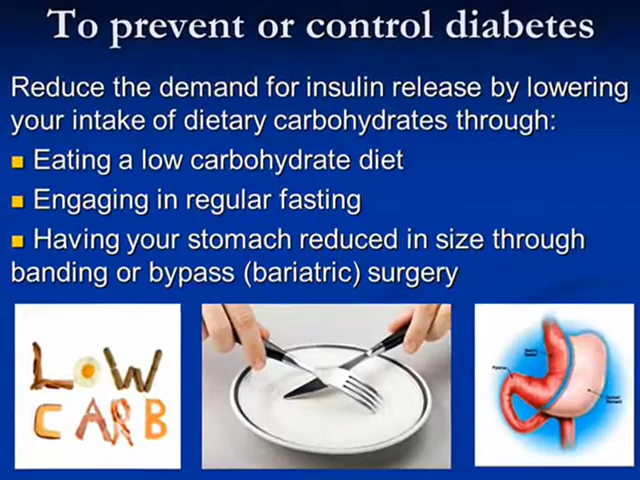 To prevent or control diabetes
Reduce the demand for insulin release by lowering
your intake of dietary carbohydrates through:
Eating a low carbohydrate diet
Engaging in regular fasting
Having your stomach reduced in size through
banding or bypass (bariatric) surgery
LOW
CARB